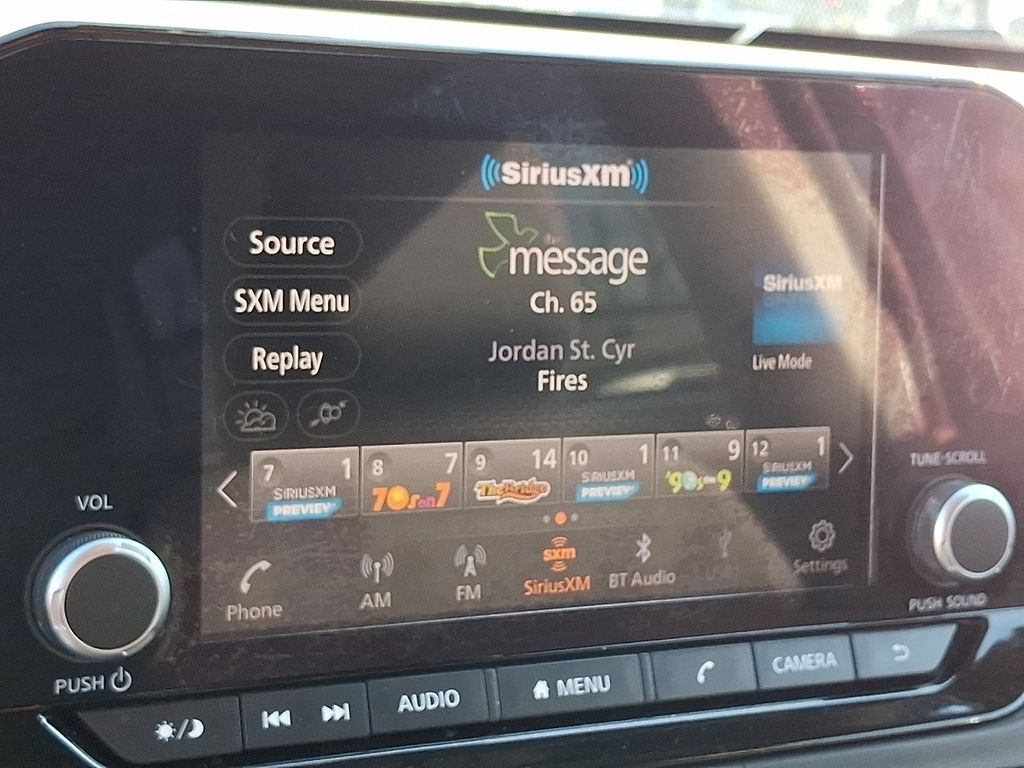 SiriusXM
Source
the
message
SXM Menu
Ch. 65
SiriusXM
Replay
Jordan St. Cyr
Fires
Live Mode
7 1
SIRIUSXM
PREVIEW
8 7
70s on 7
9 14
The Bridge
10 1
SIRIUSXM
PREVIEW
11 9
'90s on 9
12 1
SIRIUSXM
PREVIEW
TUNE·SCROLL
VOL
Phone
AM
FM
sxm
SiriusXM
BT Audio
Settings
PUSH SOUND
PUSH
AUDIO
MENU
CAMERA